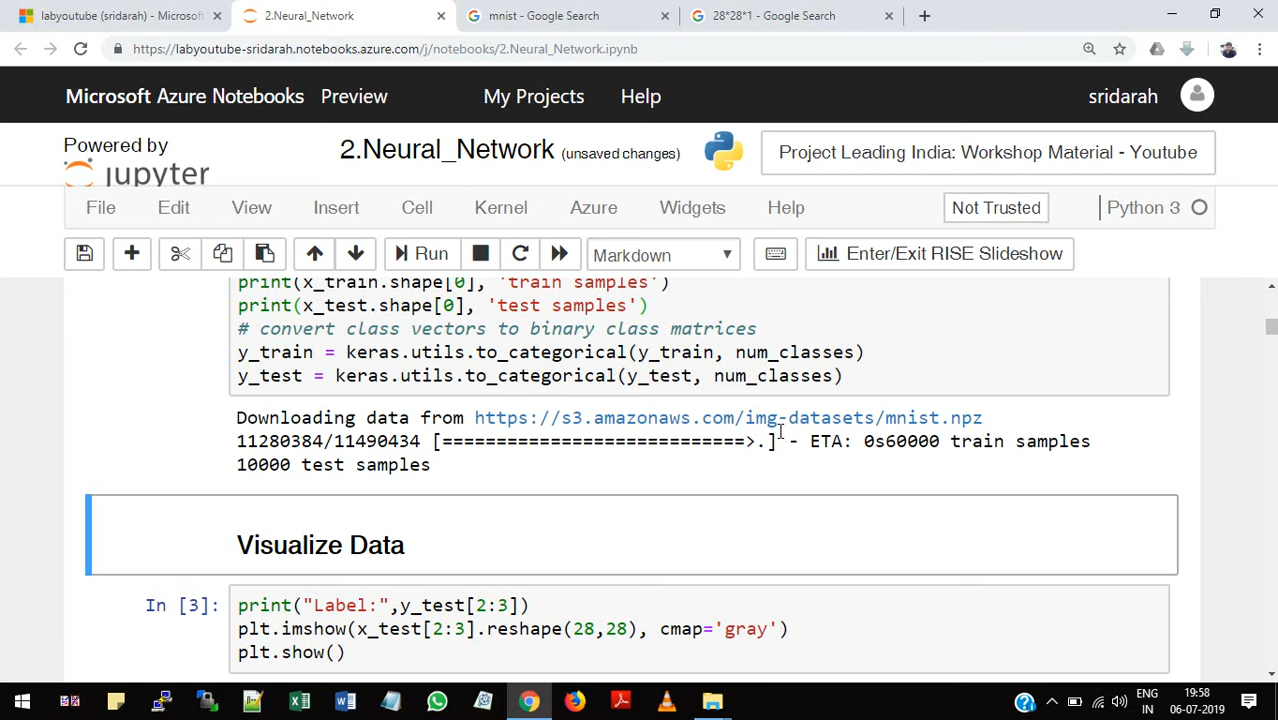 labyoutube (sridarah) - Microsof
2.Neural_Network
mnist - Google Search
28*28*1 - Google Search
https://labyoutube-sridarah.notebooks.azure.com/j/notebooks/2.Neural_Network.ipynb
Microsoft Azure Notebooks Preview My Projects Help sridarah
Powered by
jupyter
2.Neural_Network (unsaved changes)
Project Leading India: Workshop Material - Youtube
File Edit View Insert Cell Kernel Azure Widgets Help Not Trusted Python 3
Run Markdown Enter/Exit RISE Slideshow
print(x_train.shape[0], 'train samples')
print(x_test.shape[0], 'test samples')
# convert class vectors to binary class matrices
y_train = keras.utils.to_categorical(y_train, num_classes)
y_test = keras.utils.to_categorical(y_test, num_classes)
Downloading data from https://s3.amazonaws.com/img-datasets/mnist.npz
11280384/11490434 [============================>.] - ETA: 0s60000 train samples
10000 test samples
Visualize Data
In [3]: print("Label:",y_test[2:3])
plt.imshow(x_test[2:3].reshape(28,28), cmap='gray')
plt.show()
ENG 19:58
IN 06-07-2019